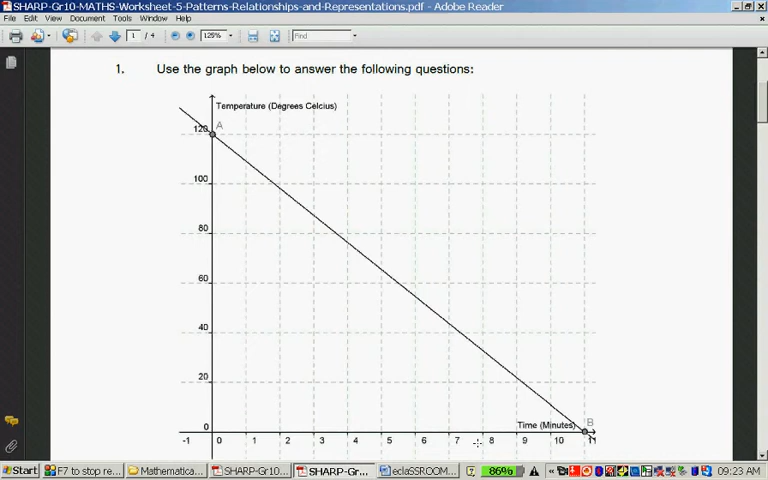 SHARP-Gr10-MATHS-Worksheet-5-Patterns-Relationships-and-Representations.pdf - Adobe Reader
File Edit View Document Tools Window Help
1 / 4 125% Find
1. Use the graph below to answer the following questions:
Temperature (Degrees Celcius)
A
120
100
80
60
40
20
0
Time (Minutes)
B
-1 0 1 2 3 4 5 6 7 8 9 10 11
Start F7 to stop re... Mathematica... SHARP-Gr10... SHARP-Gr... eclaSSROOM... 86% 09:23 AM